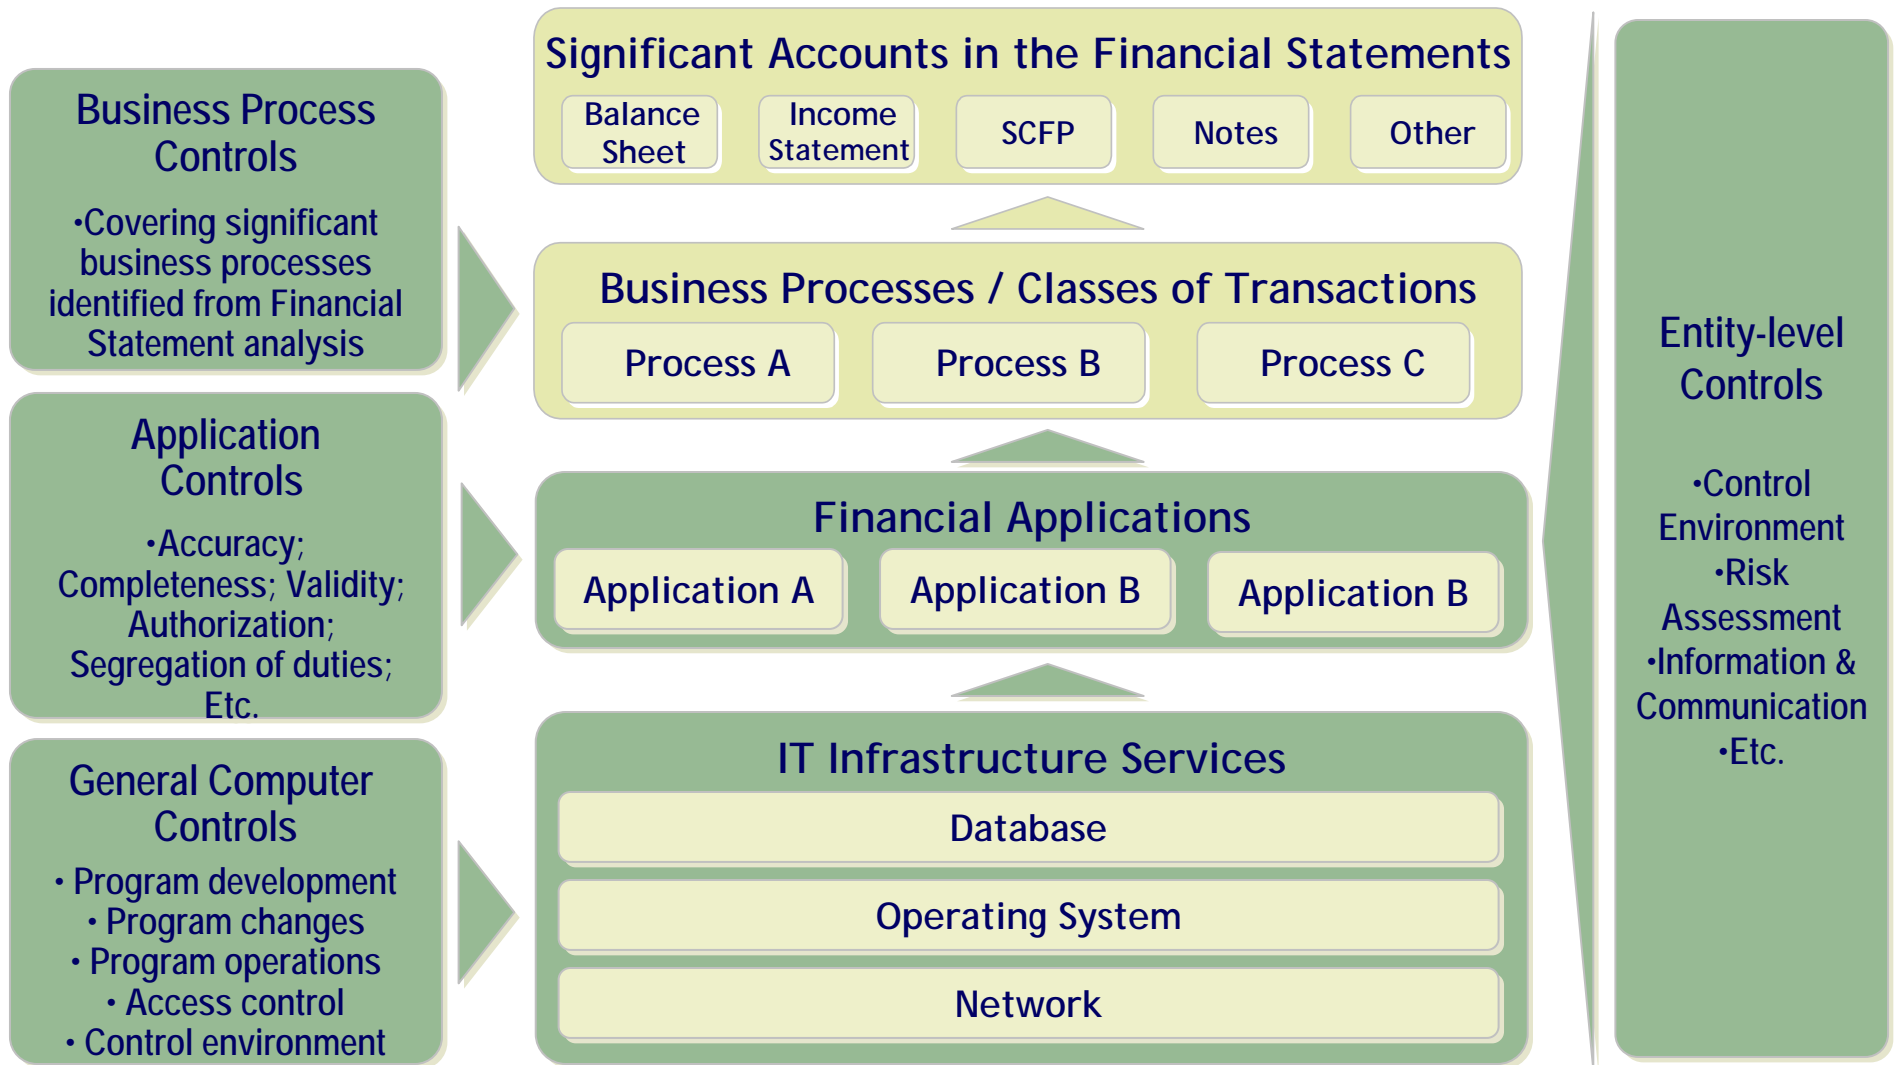 Business Process
Controls
•Covering significant
business processes
identified from Financial
Statement analysis
Application
Controls
•Accuracy;
Completeness; Validity;
Authorization;
Segregation of duties;
Etc.
General Computer
Controls
• Program development
• Program changes
• Program operations
• Access control
• Control environment
Significant Accounts in the Financial Statements
Balance
Sheet
Income
Statement
SCFP
Notes
Other
Business Processes / Classes of Transactions
Process A
Process B
Process C
Financial Applications
Application A
Application B
Application B
IT Infrastructure Services
Database
Operating System
Network
Entity-level
Controls
•Control
Environment
•Risk
Assessment
•Information &
Communication
•Etc.